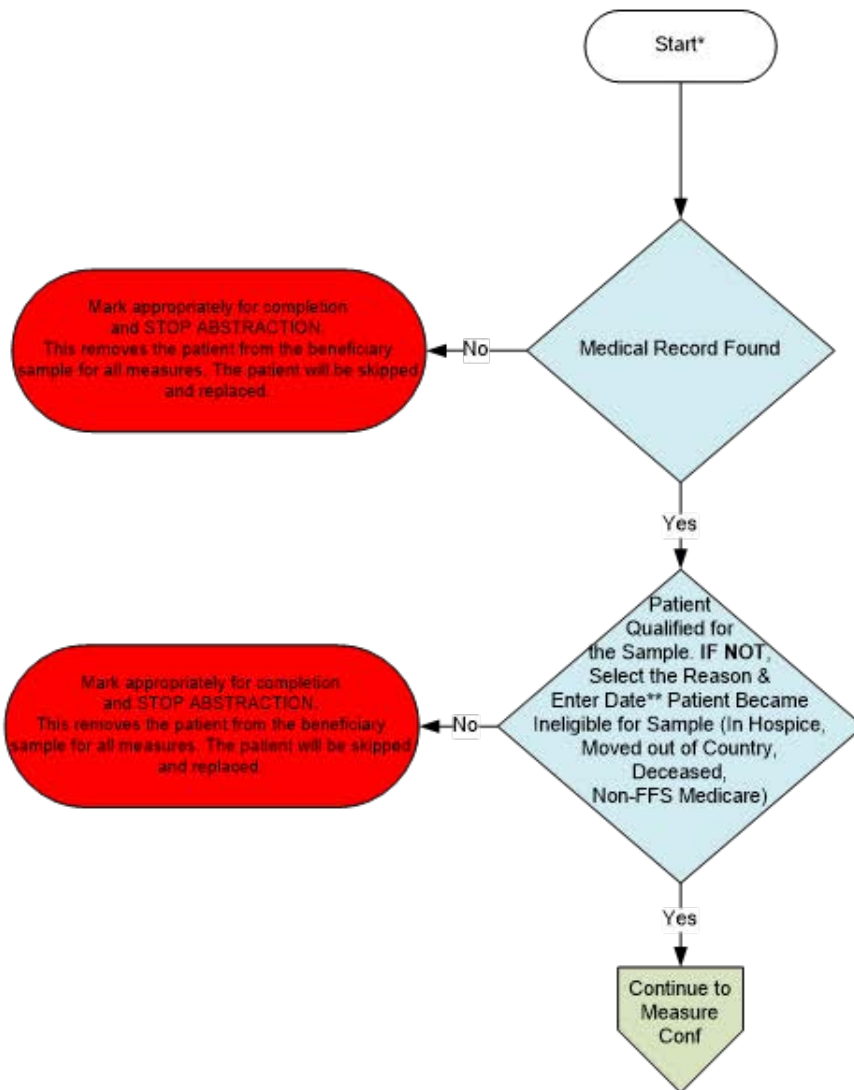 Start*
Medical Record Found
No
Mark appropriately for completion
and STOP ABSTRACTION.
This removes the patient from the beneficiary
sample for all measures. The patient will be skipped
and replaced.
Yes
Patient
Qualified for
the Sample. IF NOT,
Select the Reason &
Enter Date** Patient Became
Ineligible for Sample (In Hospice,
Moved out of Country,
Deceased,
Non-FFS Medicare)
No
Mark appropriately for completion
and STOP ABSTRACTION.
This removes the patient from the beneficiary
sample for all measures. The patient will be skipped
and replaced.
Yes
Continue to
Measure
Conf